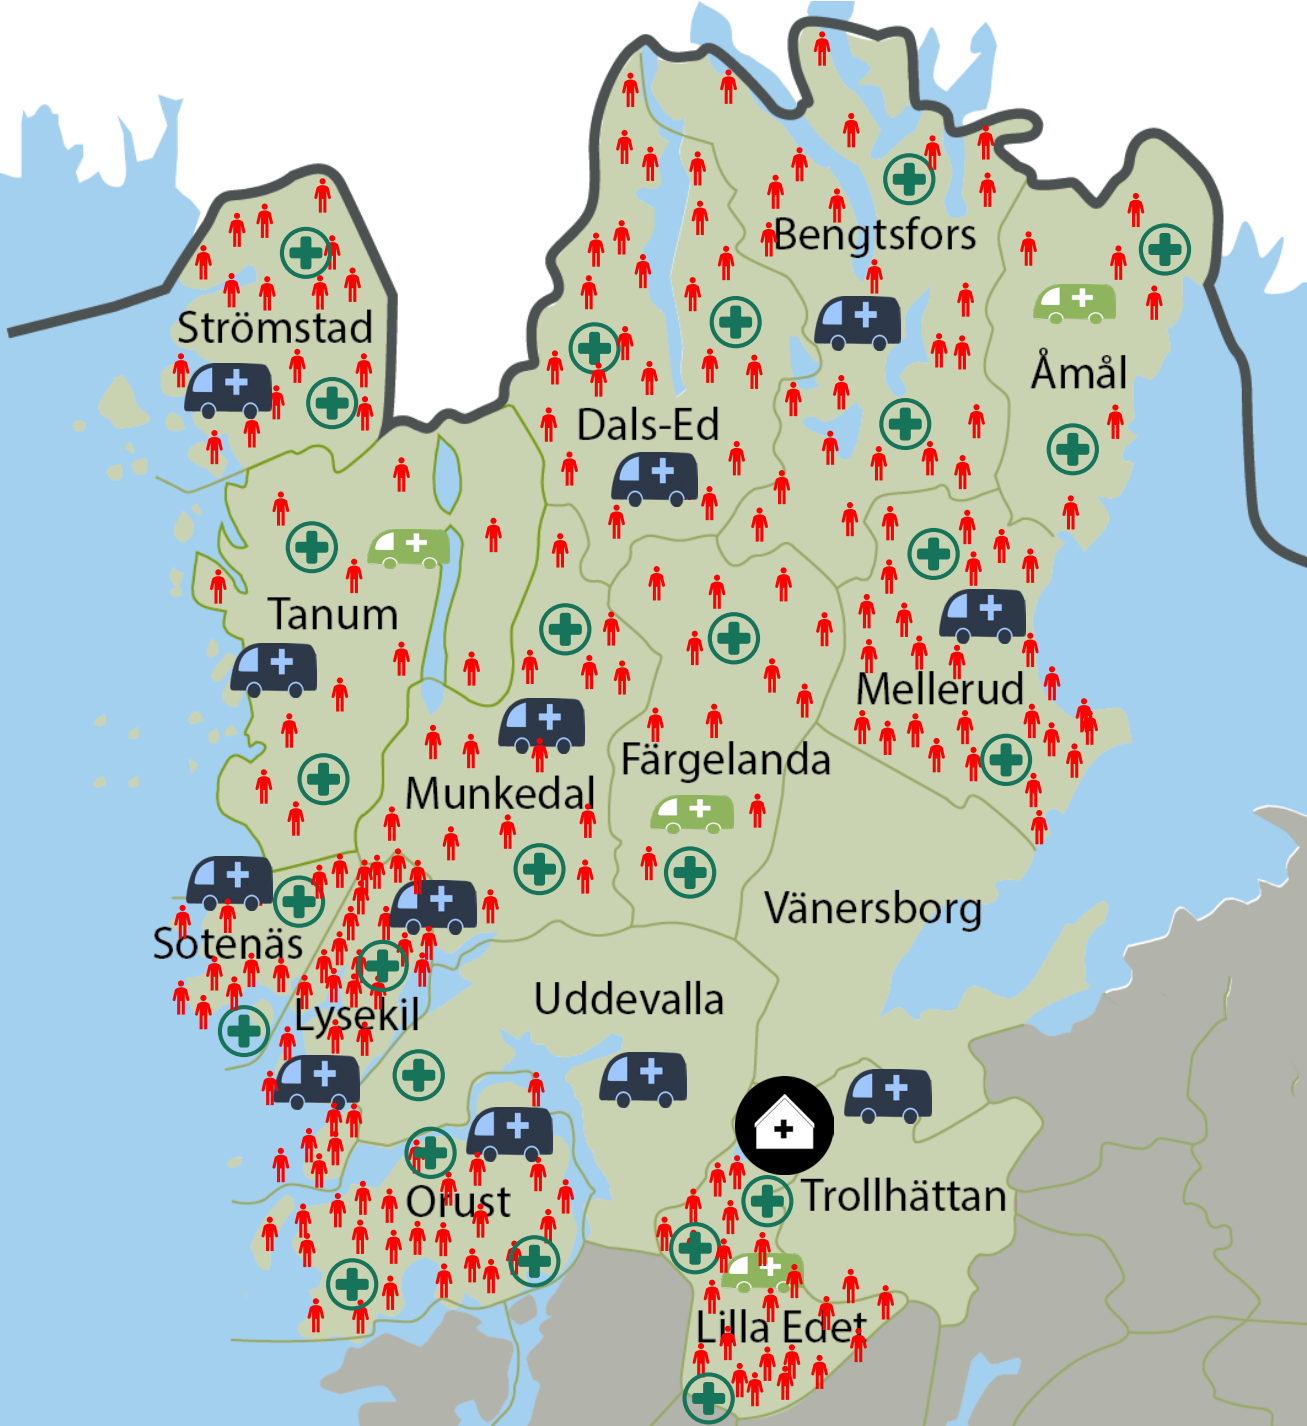 Bengtsfors
Strömstad
Åmål
Dals-Ed
Tanum
Mellerud
Färgelanda
Munkedal
Vänersborg
Sotenäs
Uddevalla
Lysekil
Trollhättan
Orust
Lilla Edet